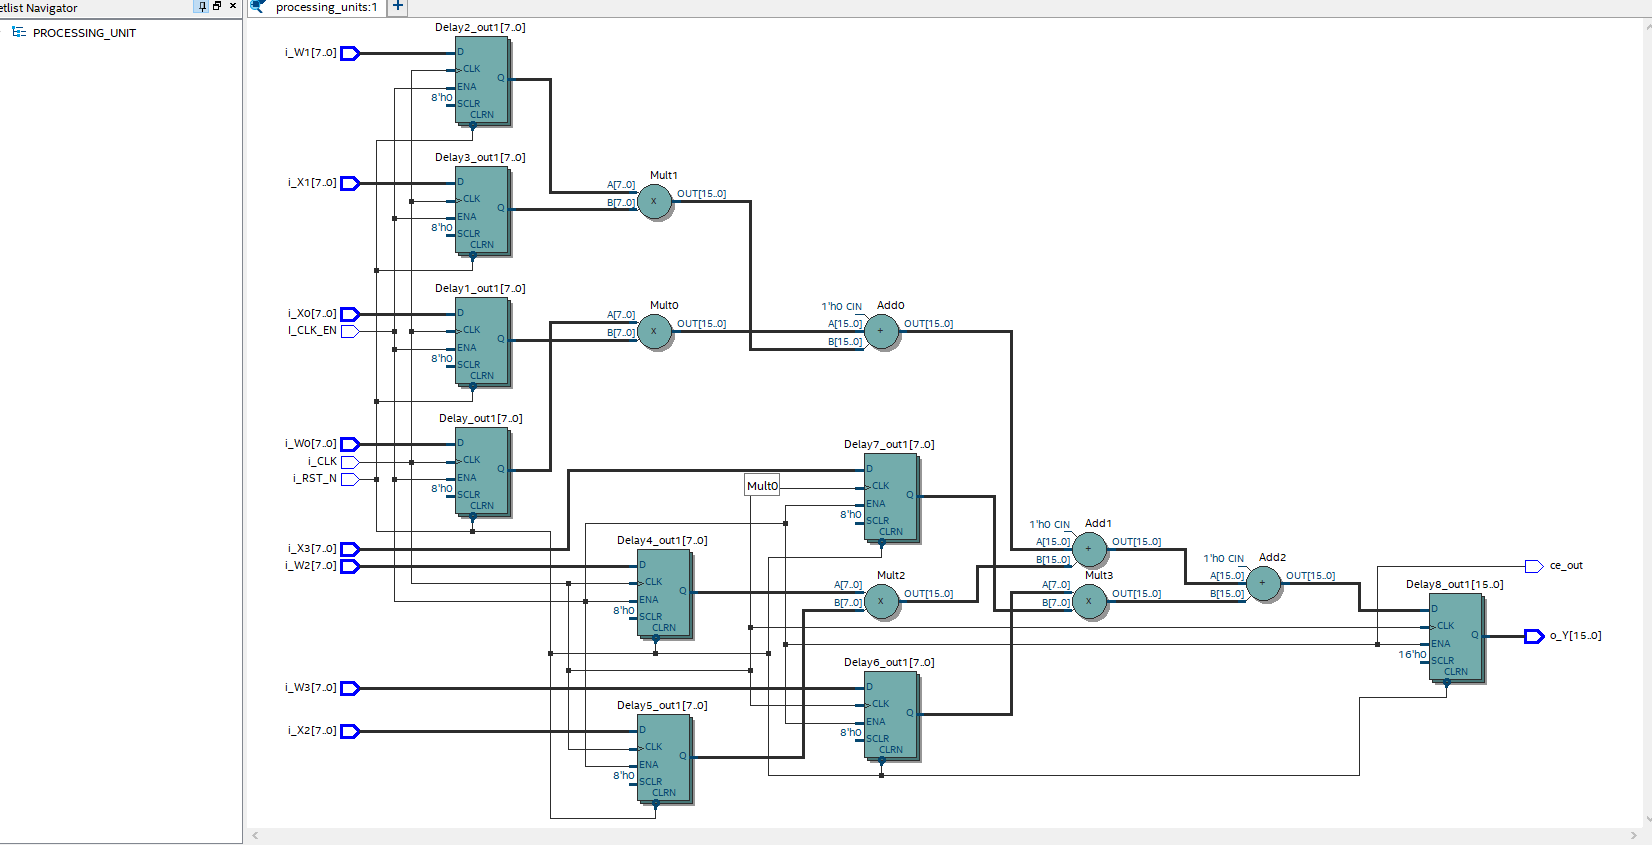 etlist Navigator
PROCESSING_UNIT
processing_units:1
Delay2_out1[7..0]
i_W1[7..0]
D
CLK
ENA
8'h0
SCLR
CLRN
Q
Delay3_out1[7..0]
i_X1[7..0]
D
CLK
ENA
8'h0
SCLR
CLRN
Q
Mult1
A[7..0]
B[7..0]
x
OUT[15..0]
Delay1_out1[7..0]
i_X0[7..0]
I_CLK_EN
D
CLK
ENA
8'h0
SCLR
CLRN
Q
Mult0
A[7..0]
B[7..0]
x
OUT[15..0]
1'h0 CIN
Add0
A[15..0]
B[15..0]
+
OUT[15..0]
Delay_out1[7..0]
i_W0[7..0]
i_CLK
i_RST_N
D
CLK
ENA
8'h0
SCLR
CLRN
Q
Delay7_out1[7..0]
Mult0
D
CLK
ENA
8'h0
SCLR
CLRN
Q
i_X3[7..0]
i_W2[7..0]
Delay4_out1[7..0]
D
CLK
ENA
8'h0
SCLR
CLRN
Q
Mult2
A[7..0]
B[7..0]
x
OUT[15..0]
1'h0 CIN
Add1
A[15..0]
B[15..0]
+
OUT[15..0]
Mult3
A[7..0]
B[7..0]
x
OUT[15..0]
1'h0 CIN
Add2
A[15..0]
B[15..0]
+
OUT[15..0]
ce_out
Delay8_out1[15..0]
D
CLK
ENA
16'h0
SCLR
CLRN
Q
o_Y[15..0]
i_W3[7..0]
Delay6_out1[7..0]
D
CLK
ENA
8'h0
SCLR
CLRN
Q
i_X2[7..0]
Delay5_out1[7..0]
D
CLK
ENA
8'h0
SCLR
CLRN
Q